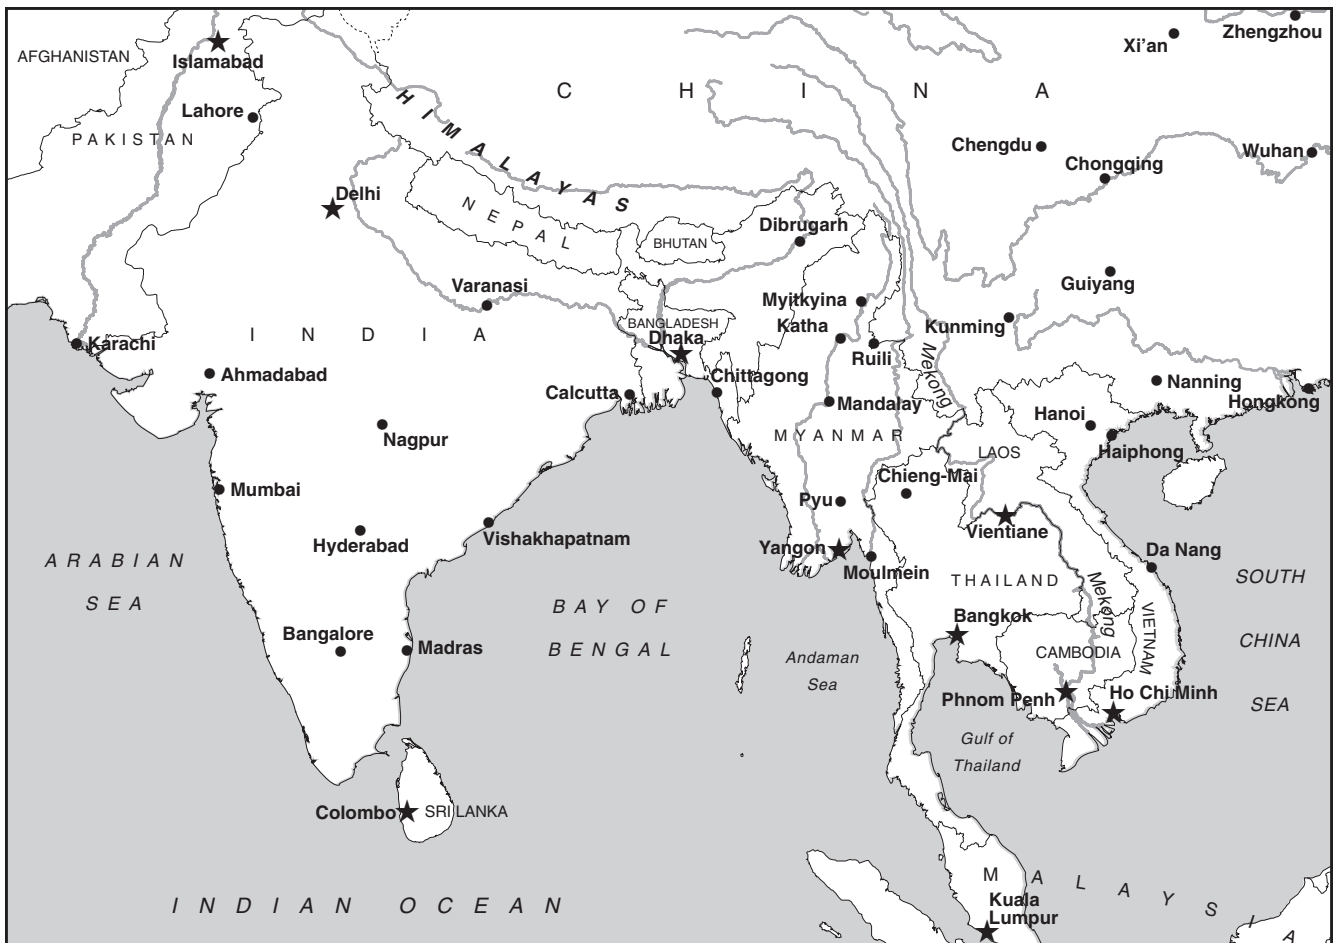 Zhengzhou
Xi'an
AFGHANISTAN
Islamabad
C H I N A
HIMALAYAS
Lahore
PAKISTAN
Chengdu
Wuhan
Chongqing
Delhi
NEPAL
Dibrugarh
BHUTAN
Guiyang
Varanasi
Myitkyina
BANGLADESH
Katha
Kunming
INDIA
Dhaka
Karachi
Ruili
Mekong
Ahmadabad
Chittagong
Nanning
Calcutta
Mandalay
Hongkong
Hanoi
Nagpur
MYANMAR
Haiphong
LAOS
Chieng-Mai
Mumbai
Pyu
Vientiane
Hyderabad
Vishakhapatnam
Yangon
Da Nang
ARABIAN
SEA
Moulmein
THAILAND
Mekong
SOUTH
CHINA
SEA
BAY OF
BENGAL
Bangkok
VIETNAM
Bangalore
Madras
Andaman
Sea
CAMBODIA
Phnom Penh
Ho Chi Minh
Gulf of
Thailand
Colombo
SRI LANKA
MALAYSIA
INDIAN OCEAN
Kuala
Lumpur